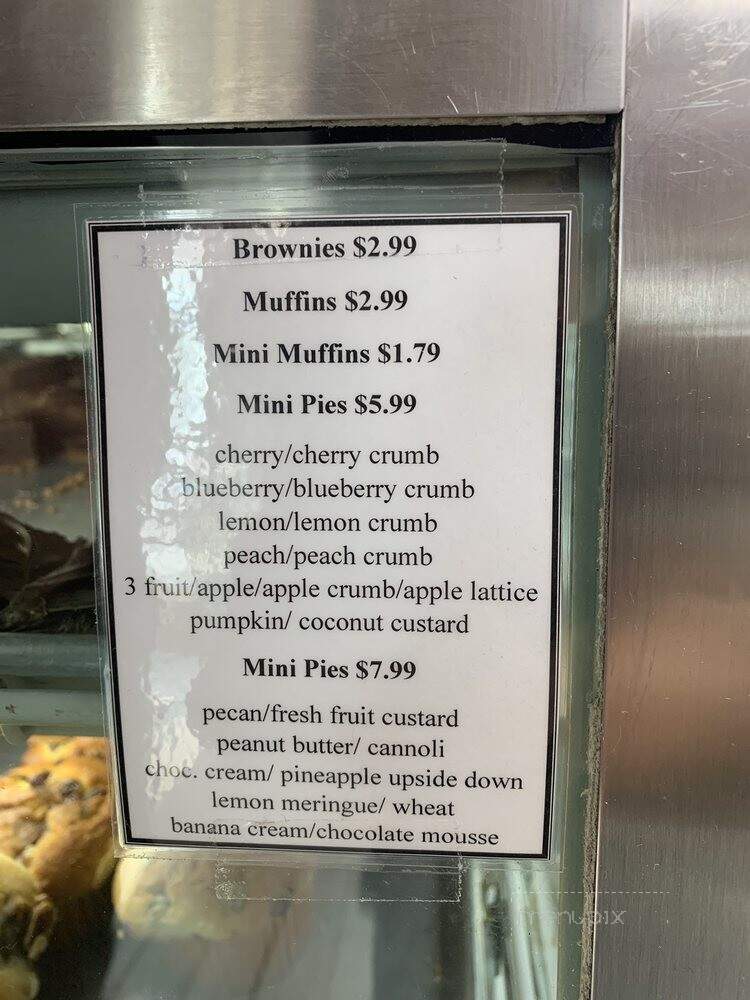 Brownies $2.99
Muffins $2.99
Mini Muffins $1.79
Mini Pies $5.99
cherry/cherry crumb
blueberry/blueberry crumb
lemon/lemon crumb
peach/peach crumb
3 fruit/apple/apple crumb/apple lattice
pumpkin/ coconut custard
Mini Pies $7.99
pecan/fresh fruit custard
peanut butter/ cannoli
choc. cream/ pineapple upside down
lemon meringue/ wheat
banana cream/chocolate mousse
menupix